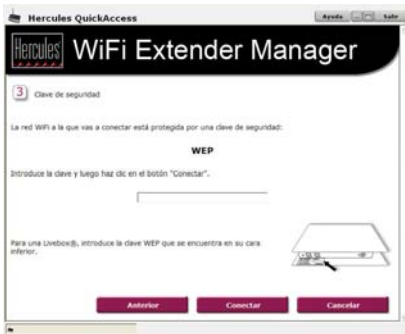 Hercules QuickAccess
Ayuda
Salir
Hercules
WiFi Extender Manager
3 Clave de seguridad
La red WiFi a la que vas a conectar está protegida por una clave de seguridad:
WEP
Introduce la clave y luego haz clic en el botón "Conectar".
Para una Livebox®, introduce la clave WEP que se encuentra en su cara
inferior.
Anterior
Conectar
Cancelar